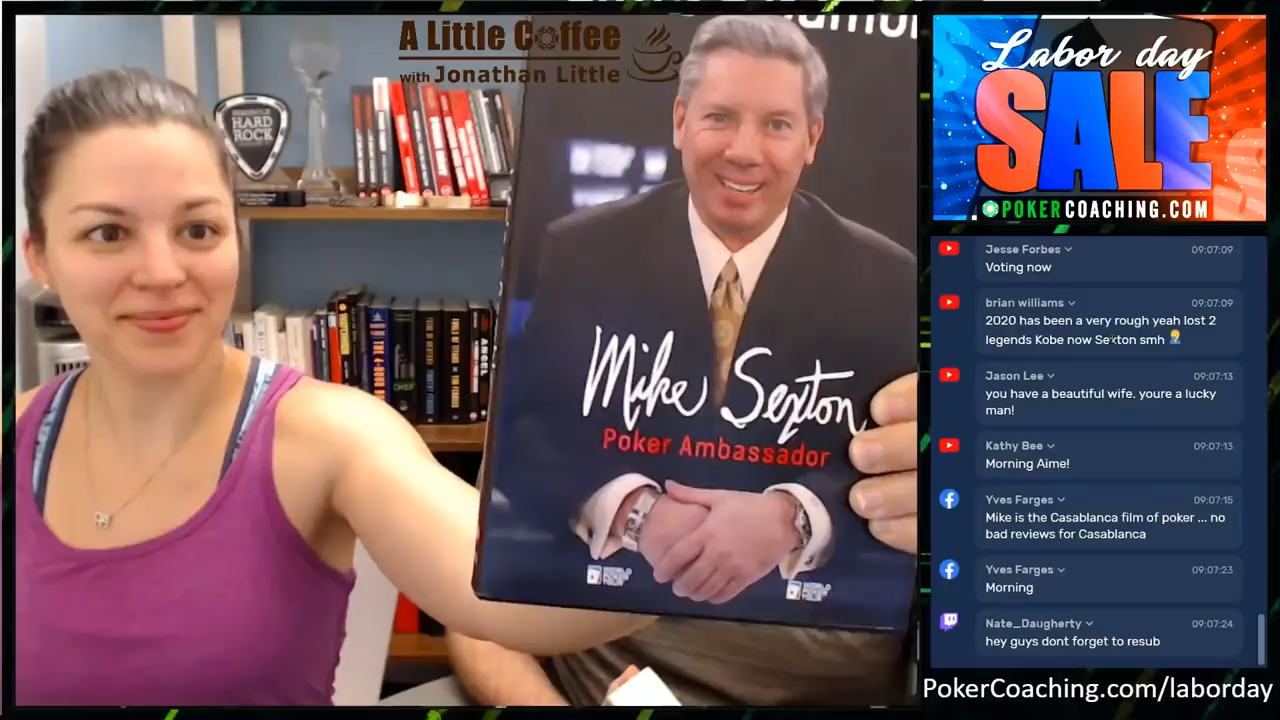 A Little Coffee
with Jonathan Little
HARD
ROCK
Mike Sexton
Poker Ambassador
Labor day
SALE
POKERCOACHING.COM
Jesse Forbes
09:07:09
Voting now
brian williams
09:07:09
2020 has been a very rough yeah lost 2
legends Kobe now Sexton smh
Jason Lee
09:07:13
you have a beautiful wife. youre a lucky
man!
Kathy Bee
09:07:13
Morning Aime!
Yves Farges
09:07:15
Mike is the Casablanca film of poker ... no
bad reviews for Casablanca
Yves Farges
09:07:23
Morning
Nate_Daugherty
09:07:24
hey guys dont forget to resub
PokerCoaching.com/laborday